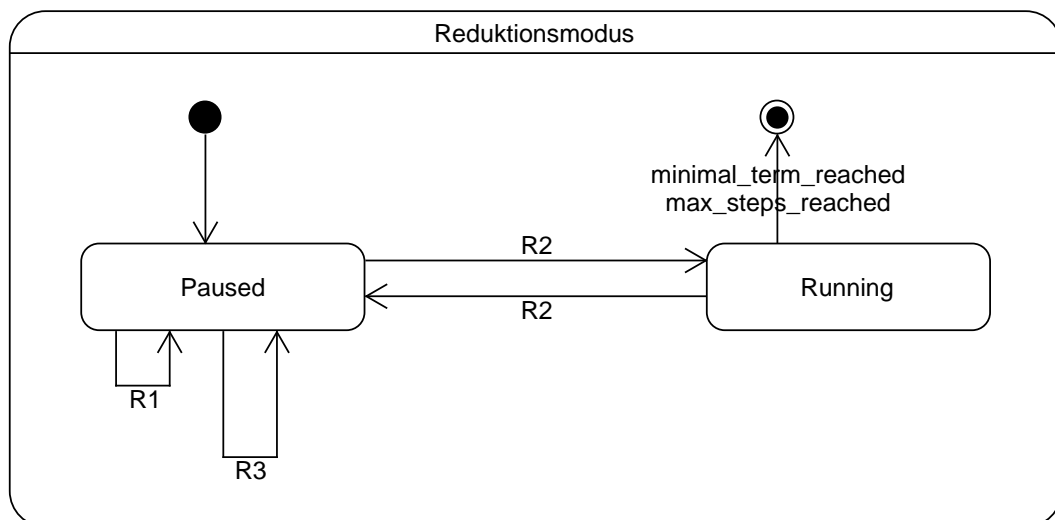 Reduktionsmodus
minimal_term_reached
max_steps_reached
R2
Paused
Running
R2
R1
R3